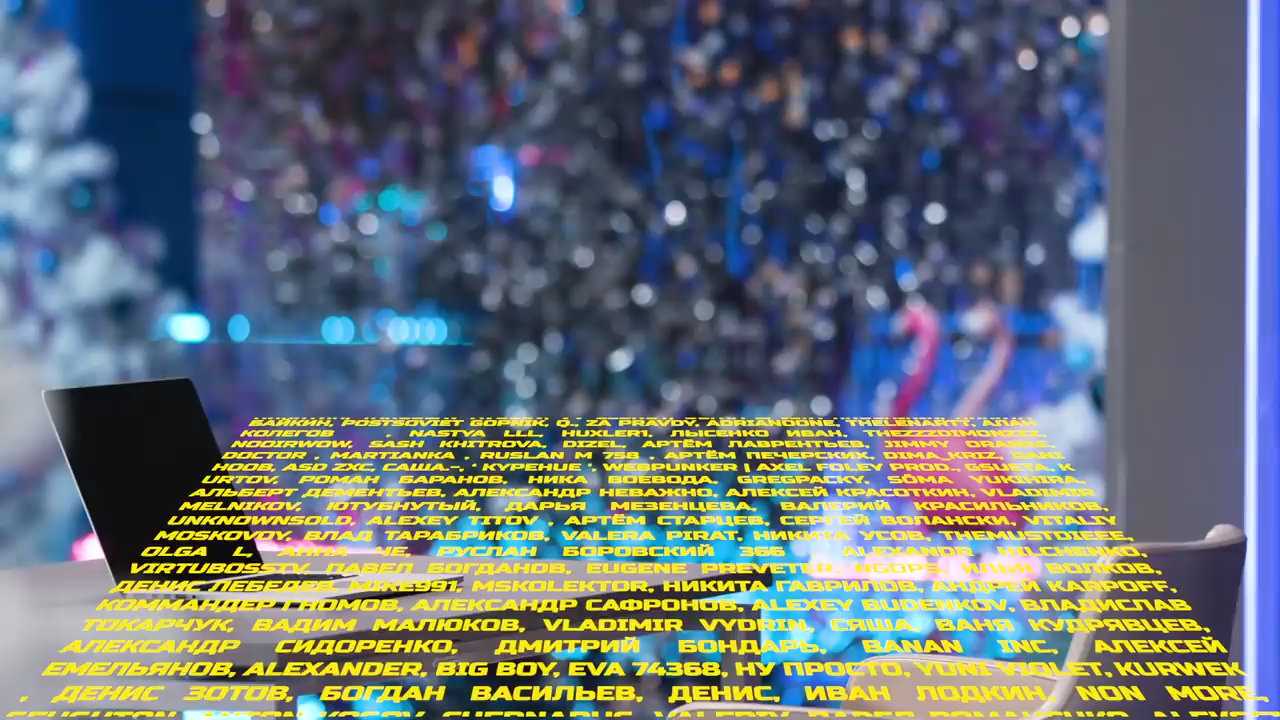 БАЙКИН, POSTSOVIET GOPNIK, Q., ZA PRAVDY, ADRIANOONE, THELENARTT, АЛАН
КОЛЕГОВ , NASTYA LLL, HUXLER1, ЛЫСЕНКО ИВАН,
NOOIRWOW, SASH KHITROVA, DIZEL, АРТЁМ ЛАВРЕНТЬЕВ, JIMMY ORANGE,
DOCTOR MARTIANKA, RUSLAN M 758, АРТЁМ ПЕЧЕРСКИХ, DIMA_KRIZ, DANI
HOOB, ASD ZXC, САША.–, * КУРЕНUE *, WEBPUNKER | AXEL FOLEY PROD., GSUETA, K
URTOV, РОМАН БАРАНОВ, НИКА ВОЕВОДА, GREGPACKY, SÖMA YUKIHIRA,
АЛЬБЕРТ ДЕМЕНТЬЕВ, АЛЕКСАНДР НЕВАЖНО, АЛЕКСЕЙ КРАСОТКИН, VLADIMIR
MELNIKOV, ЮТУБНУТЫЙ, ДАРЬЯ МЕЗЕНЦЕВА, ВАЛЕРИЙ КРАСИЛЬНИКОВ,
UNKNOWNSOLD, ALEXEY TITOV , АРТЁМ СТАРЦЕВ, СЕРГЕЙ ВОЛАНСКИ, VITALIY
MOSKOVOY, ВЛАД ТАРАБРИКОВ, VALERA PIRAT, НИКИТА УСОВ, THEMUSTDIEEE,
OLGA L, АННА ЧЕ, РУСЛАН БОРОВСКИЙ 366 , ALEXANDR ILCHENKO,
VIRTUBOSSTV, ПАВЕЛ БОГДАНОВ, EUGENE PREVETER, NGOPS, ИЛЬЯ ВОЛКОВ,
ДЕНИС ЛЕБЕДЕВ, MIKE991, MSKOLEKTOR, НИКИТА ГАВРИЛОВ, АНДРЕЙ KARPOFF,
КОММАНДЕР ГНОМОВ, АЛЕКСАНДР САФРОНОВ, ALEXEY BUDENKOV, ВЛАДИСЛАВ
ТОКАРЧУК, ВАДИМ МАЛЮКОВ, VLADIMIR VYDRIN, САША, ВАНЯ КУДРЯВЦЕВ,
АЛЕКСАНДР СИДОРЕНКО, ДМИТРИЙ БОНДАРЬ, BANAN INC, АЛЕКСЕЙ
ЕМЕЛЬЯНОВ, ALEXANDER, BIG BOY, EVA 74368, НУ ПРОСТО, YUNI VIOLET, KURWEK
, ДЕНИС ЗОТОВ, БОГДАН ВАСИЛЬЕВ, ДЕНИС, ИВАН ЛОДКИН, NON MORE,